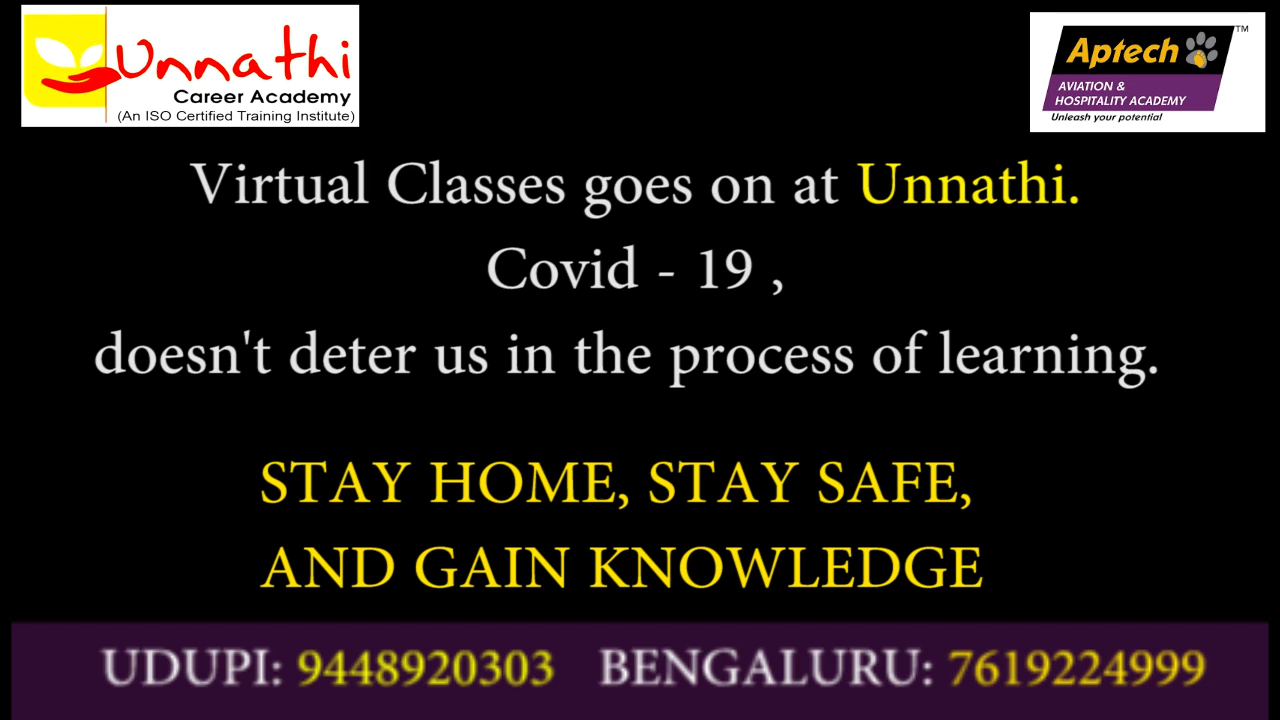 Unnathi
Career Academy
(An ISO Certified Training Institute)
Aptech
TM
AVIATION &
HOSPITALITY ACADEMY
Unleash your potential
Virtual Classes goes on at Unnathi.
Covid - 19 ,
doesn't deter us in the process of learning.
STAY HOME, STAY SAFE,
AND GAIN KNOWLEDGE
UDUPI: 9448920303 BENGALURU: 7619224999